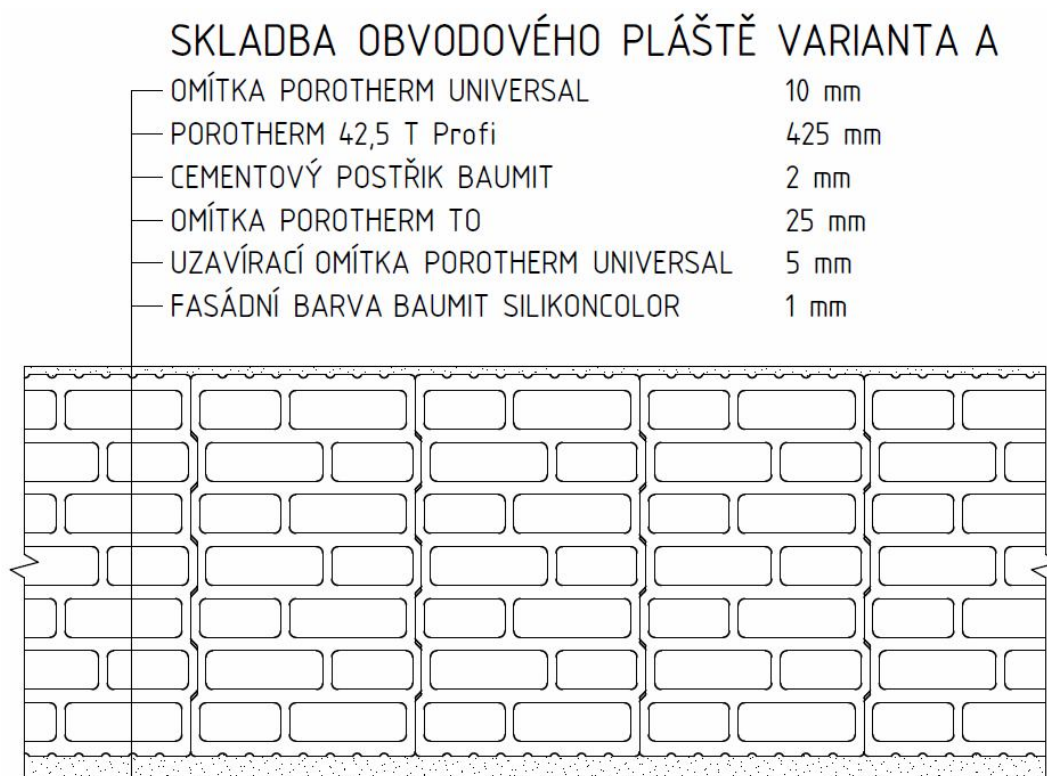 SKLADBA OBVODOVÉHO PLÁŠTĚ VARIANTA A
OMÍTKA POROTHERM UNIVERSAL 10 mm
POROTHERM 42,5 T Profi 425 mm
CEMENTOVÝ POSTŘIK BAUMIT 2 mm
OMÍTKA POROTHERM TO 25 mm
UZAVÍRACÍ OMÍTKA POROTHERM UNIVERSAL 5 mm
FASÁDNÍ BARVA BAUMIT SILIKONCOLOR 1 mm